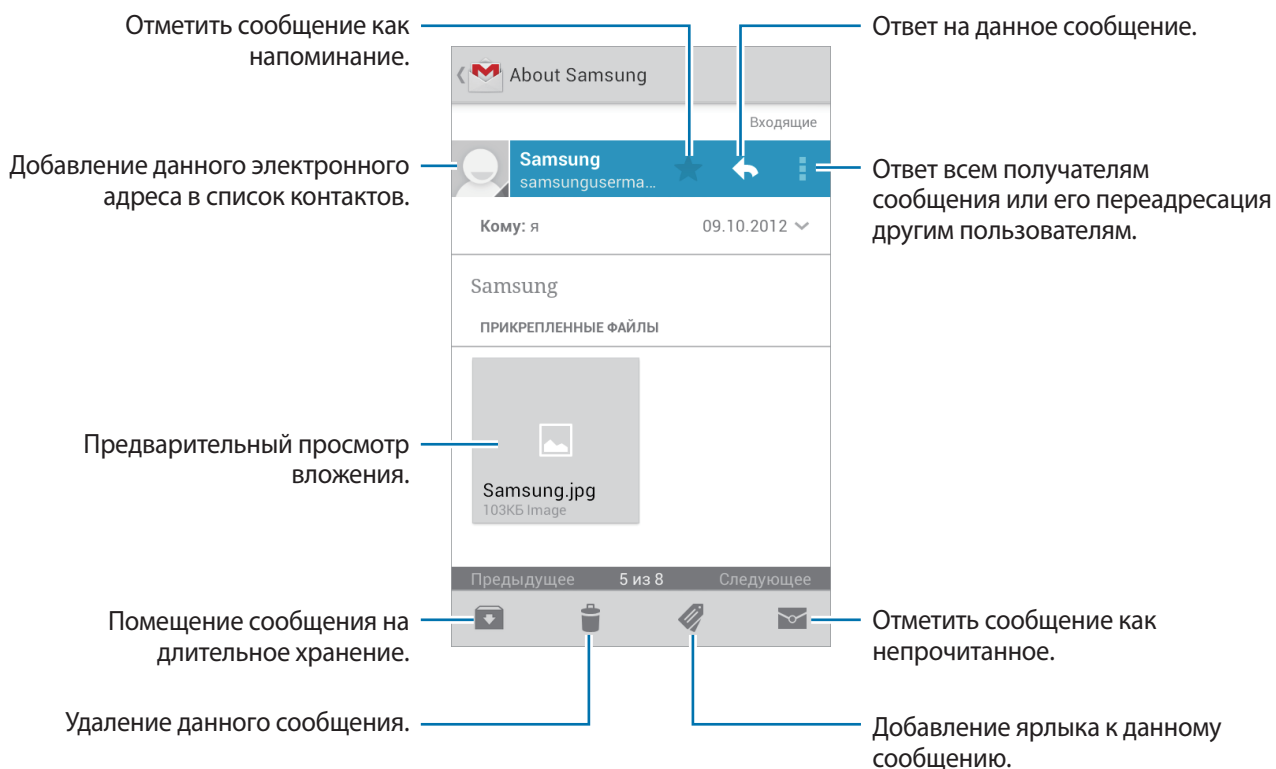 Отметить сообщение как
напоминание.
Ответ на данное сообщение.
About Samsung
Входящие
Добавление данного электронного
адреса в список контактов.
Samsung
samsunguserma...
Ответ всем получателям
сообщения или его переадресация
другим пользователям.
Кому: я
09.10.2012
Samsung
ПРИКРЕПЛЕННЫЕ ФАЙЛЫ
Предварительный просмотр
вложения.
Samsung.jpg
103КБ Image
Предыдущее 5 из 8 Следующее
Помещение сообщения на
длительное хранение.
Отметить сообщение как
непрочитанное.
Удаление данного сообщения.
Добавление ярлыка к данному
сообщению.